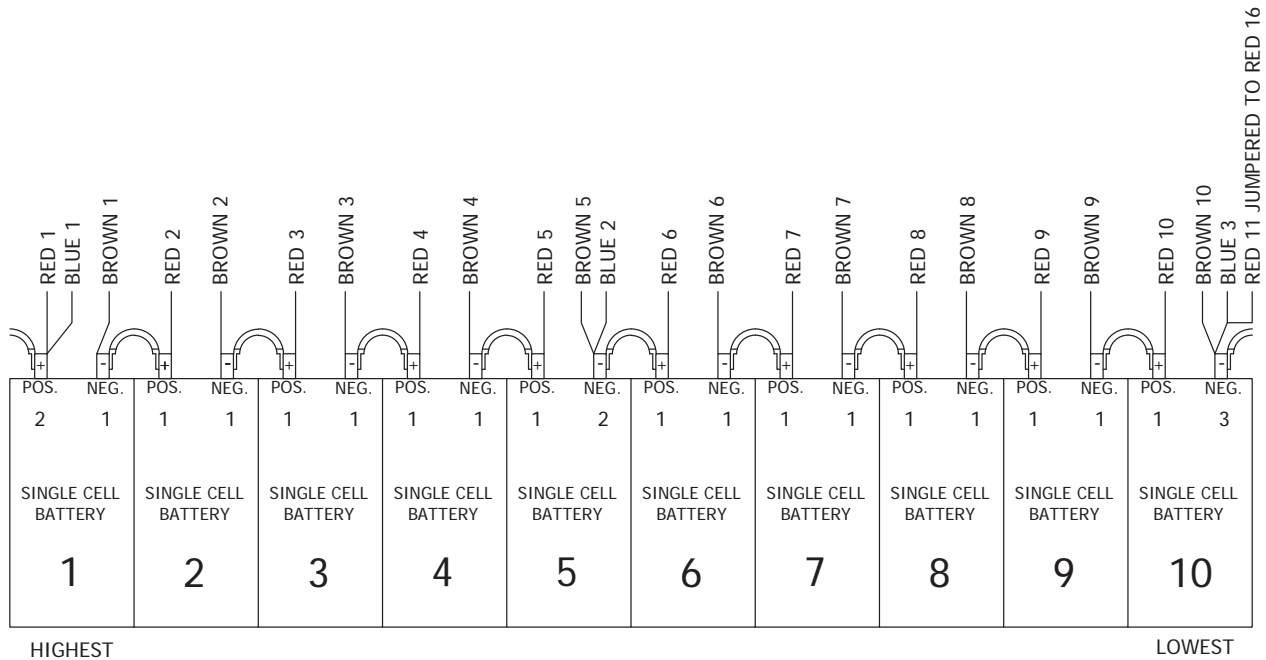 RED 1
BLUE 1
BROWN 1
RED 2
BROWN 2
RED 3
BROWN 3
RED 4
BROWN 4
RED 5
BROWN 5
BLUE 2
RED 6
BROWN 6
RED 7
BROWN 7
RED 8
BROWN 8
RED 9
BROWN 9
RED 10
BROWN 10
BLUE 3
RED 11 JUMPERED TO RED 16
+ - + - + - + - + - + - + - + - + - + -
POS. NEG. POS. NEG. POS. NEG. POS. NEG. POS. NEG. POS. NEG. POS. NEG. POS. NEG. POS. NEG. POS. NEG.
2 1 1 1 1 1 1 1 1 2 1 1 1 1 1 1 1 1 1 3
SINGLE CELL SINGLE CELL SINGLE CELL SINGLE CELL SINGLE CELL SINGLE CELL SINGLE CELL SINGLE CELL SINGLE CELL SINGLE CELL
BATTERY BATTERY BATTERY BATTERY BATTERY BATTERY BATTERY BATTERY BATTERY BATTERY
1 2 3 4 5 6 7 8 9 10
HIGHEST LOWEST